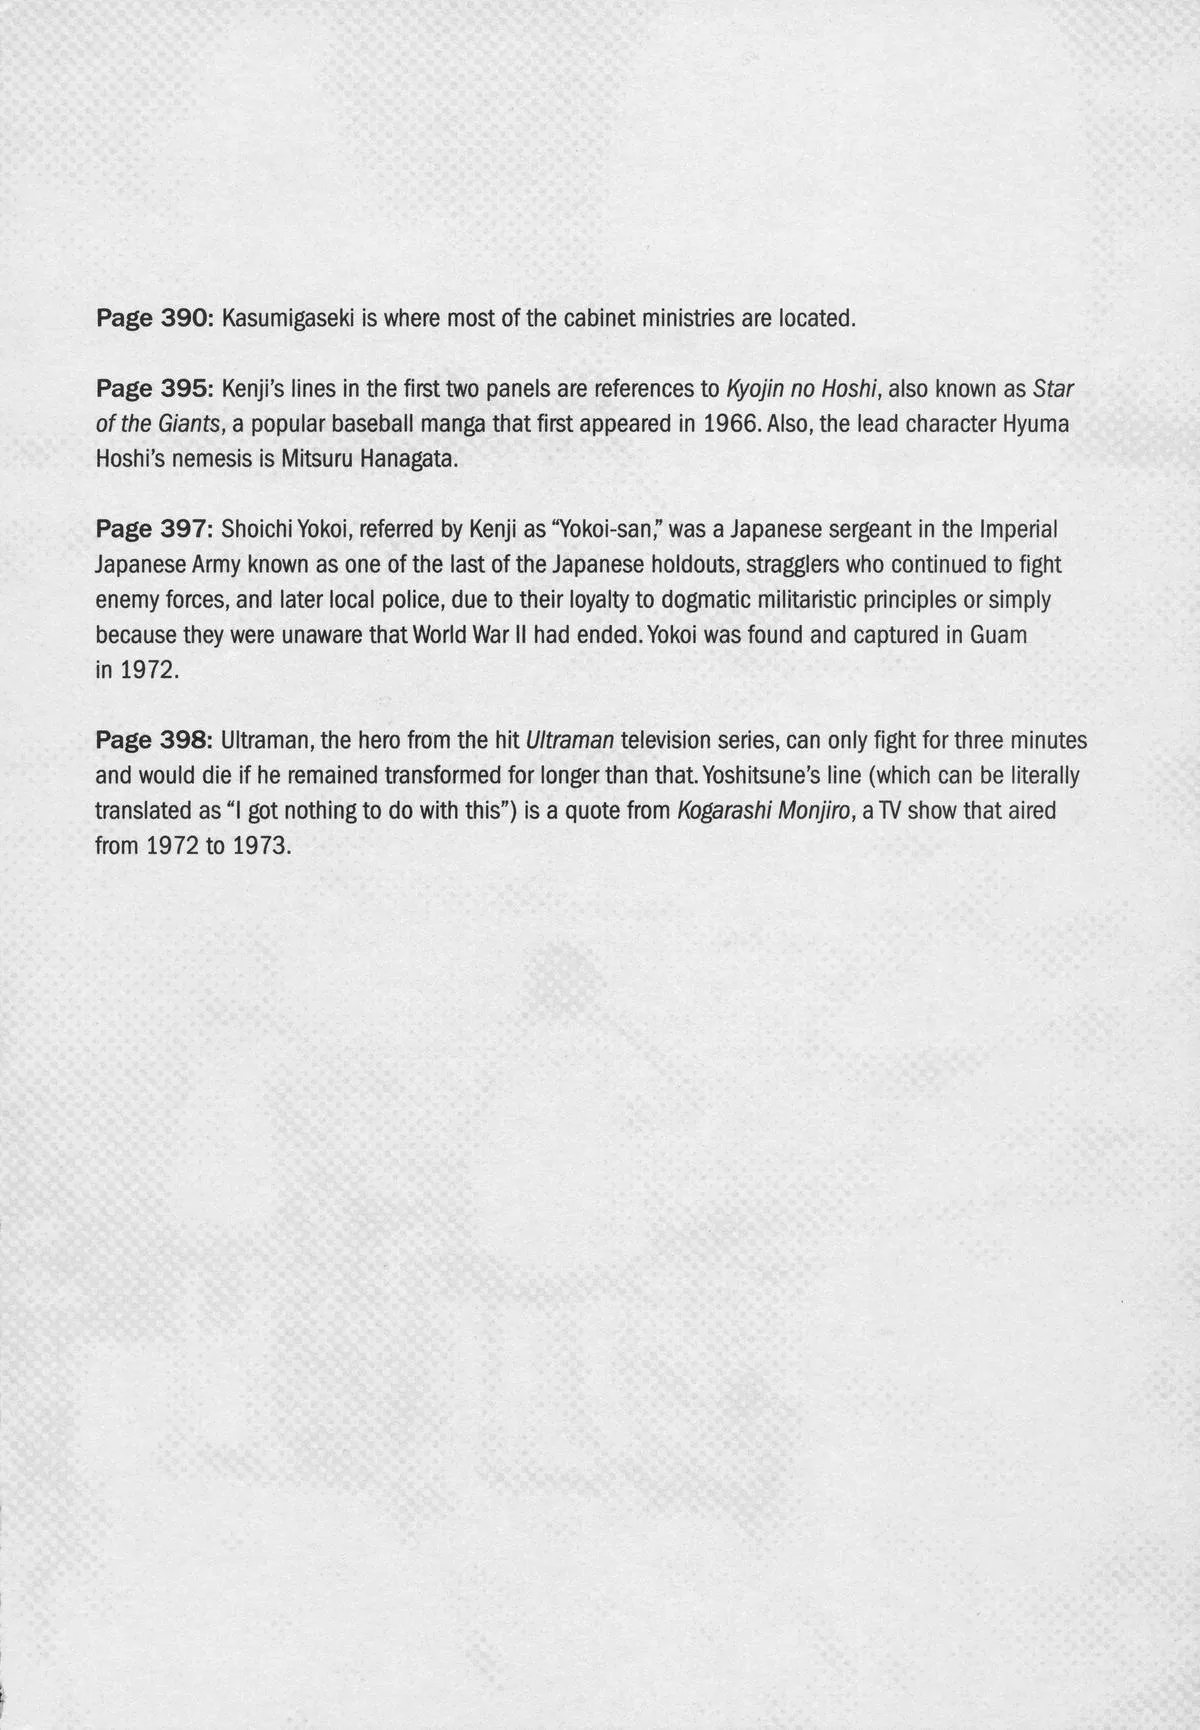 Page 390: Kasumigaseki is where most of the cabinet ministries are located.
Page 395: Kenji's lines in the first two panels are references to Kyojin no Hoshi, also known as Star
of the Giants, a popular baseball manga that first appeared in 1966. Also, the lead character Hyuma
Hoshi's nemesis is Mitsuru Hanagata.
Page 397: Shoichi Yokoi, referred by Kenji as “Yokoi-san,” was a Japanese sergeant in the Imperial
Japanese Army known as one of the last of the Japanese holdouts, stragglers who continued to fight
enemy forces, and later local police, due to their loyalty to dogmatic militaristic principles or simply
because they were unaware that World War II had ended. Yokoi was found and captured in Guam
in 1972.
Page 398: Ultraman, the hero from the hit Ultraman television series, can only fight for three minutes
and would die if he remained transformed for longer than that. Yoshitsune's line (which can be literally
translated as “I got nothing to do with this”) is a quote from Kogarashi Monjiro, a TV show that aired
from 1972 to 1973.